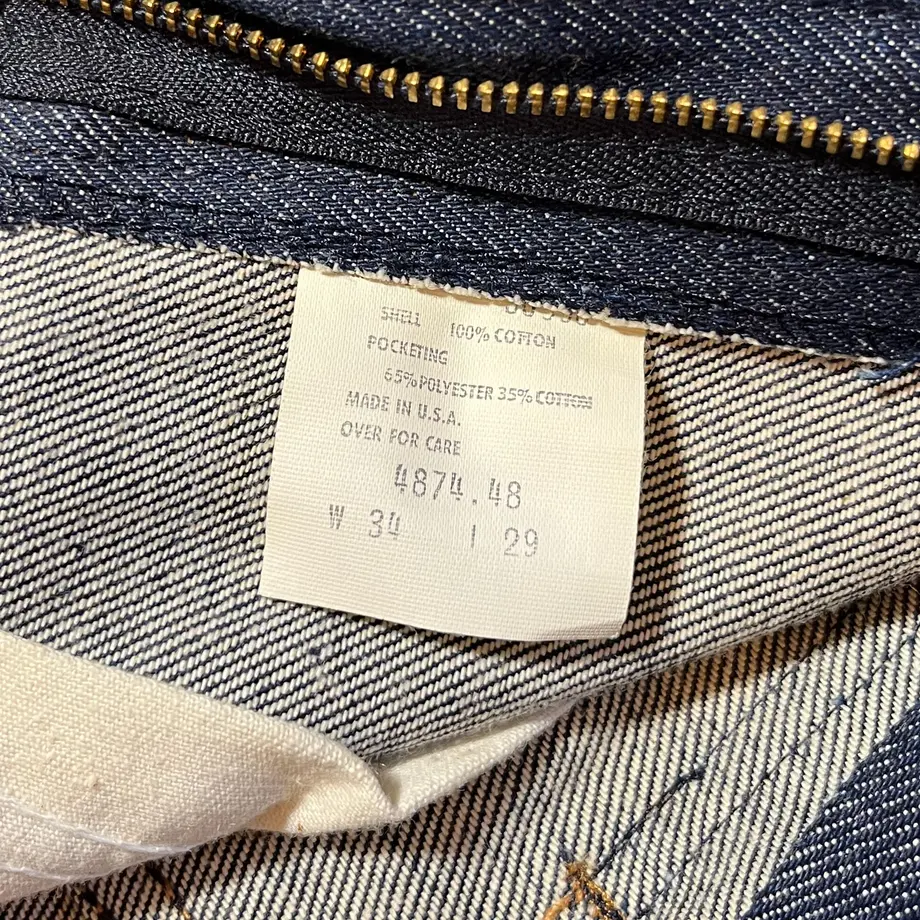 SHELL 100% COTTON
POCKETING
65% POLYESTER 35% COTTON
MADE IN U.S.A.
OVER FOR CARE
4874.48
W 34 29